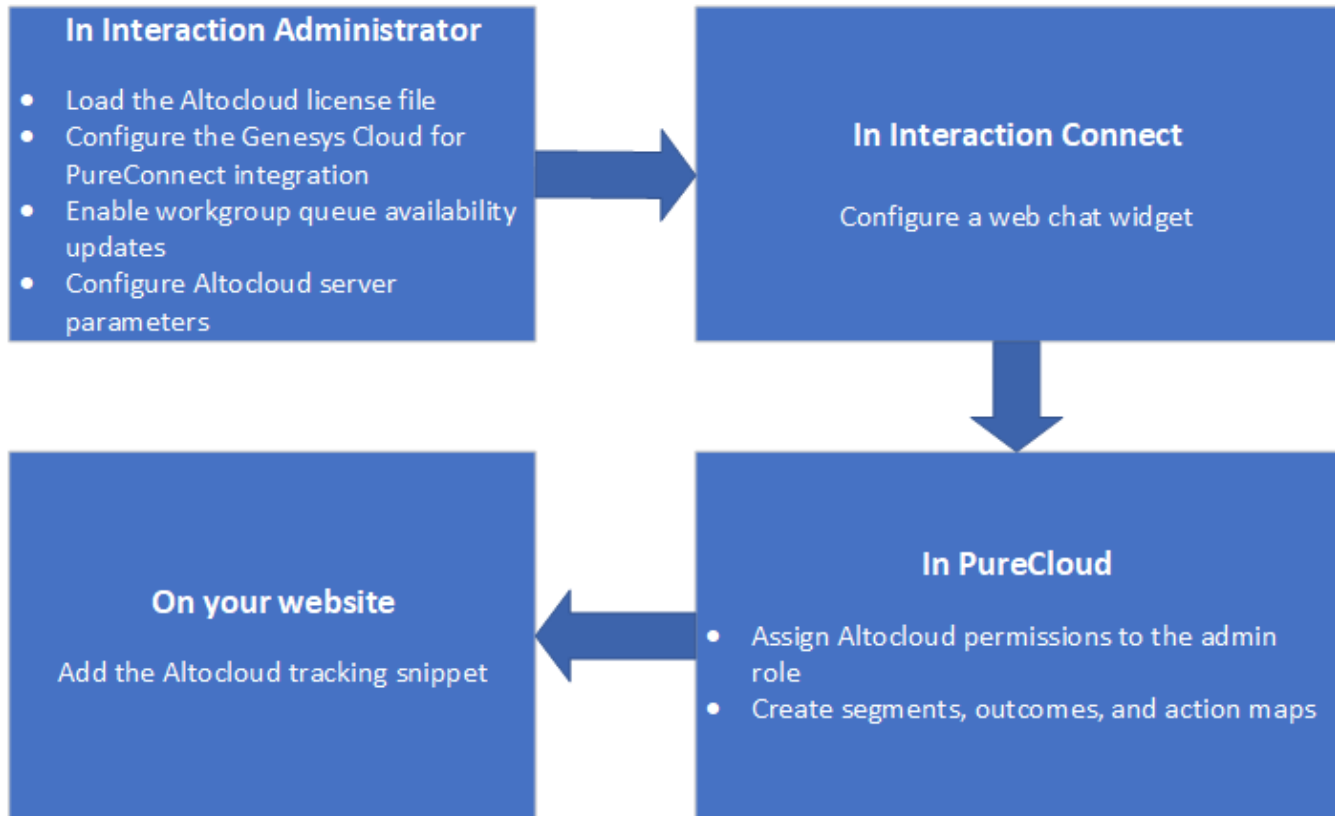 In Interaction Administrator
• Load the Altocloud license file
• Configure the Genesys Cloud for
PureConnect integration
• Enable workgroup queue availability
updates
• Configure Altocloud server
parameters
In Interaction Connect
Configure a web chat widget
In PureCloud
• Assign Altocloud permissions to the admin
role
• Create segments, outcomes, and action maps
On your website
Add the Altocloud tracking snippet